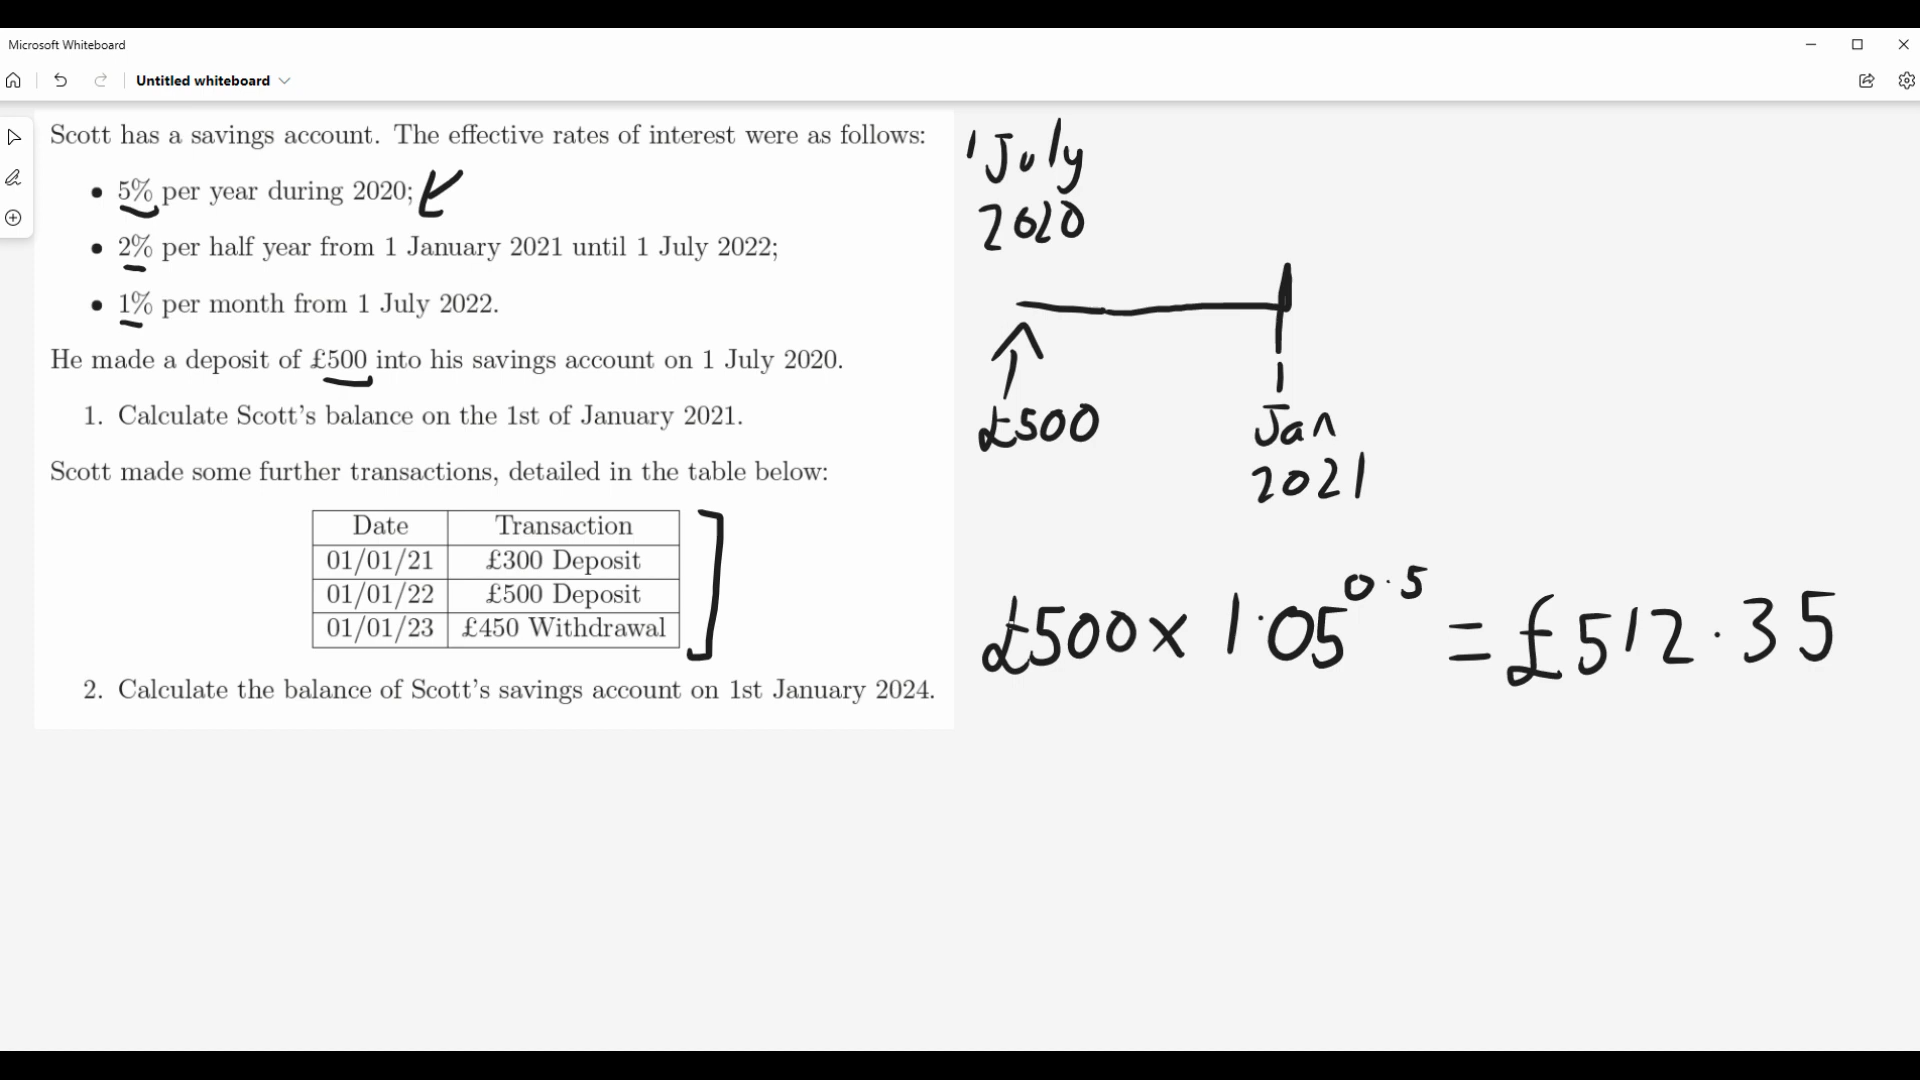 Microsoft Whiteboard
Untitled whiteboard
Scott has a savings account. The effective rates of interest were as follows:
• 5% per year during 2020;
• 2% per half year from 1 January 2021 until 1 July 2022;
• 1% per month from 1 July 2022.
He made a deposit of £500 into his savings account on 1 July 2020.
1. Calculate Scott's balance on the 1st of January 2021.
Scott made some further transactions, detailed in the table below:
Date Transaction
01/01/21 £300 Deposit
01/01/22 £500 Deposit
01/01/23 £450 Withdrawal
2. Calculate the balance of Scott's savings account on 1st January 2024.
1 July
2020
£500
1
Jan
2021
£500 x 1·05^0·5 = £512·35